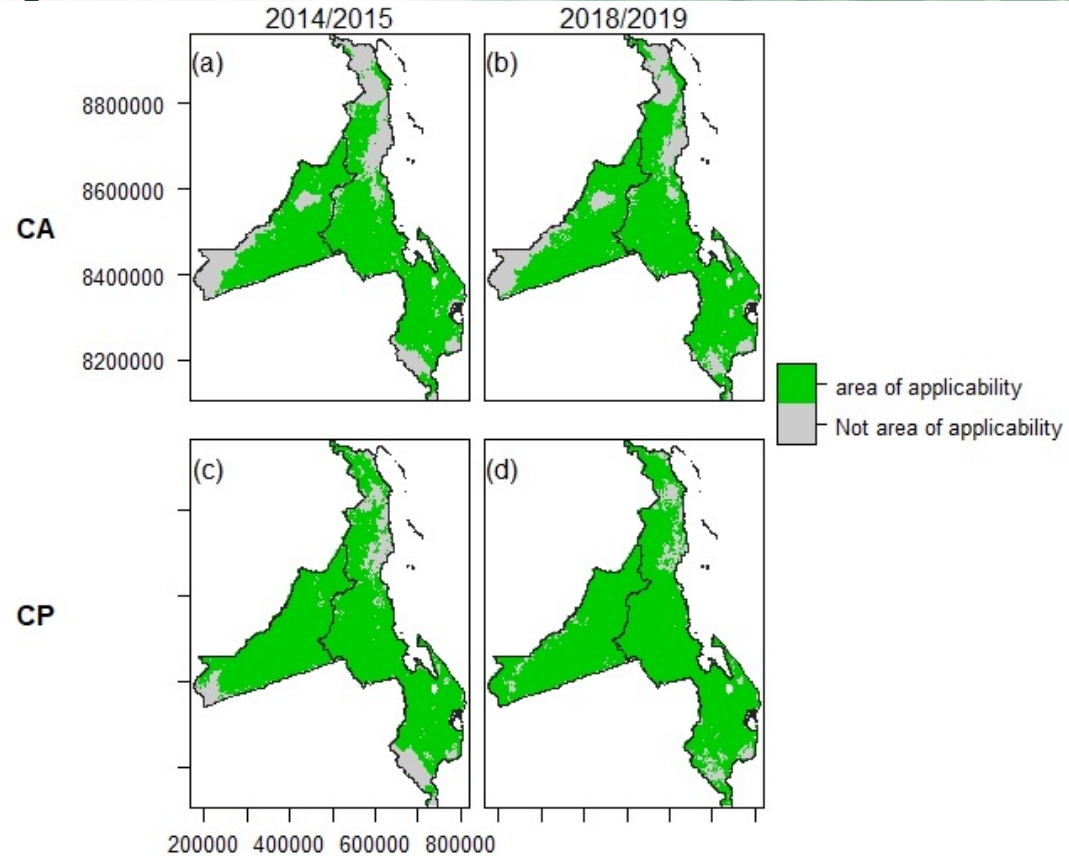 2014/2015 2018/2019
(a) (b)
8800000
8600000
CA
8400000
8200000
area of applicability
Not area of applicability
(c) (d)
CP
200000 400000 600000 800000